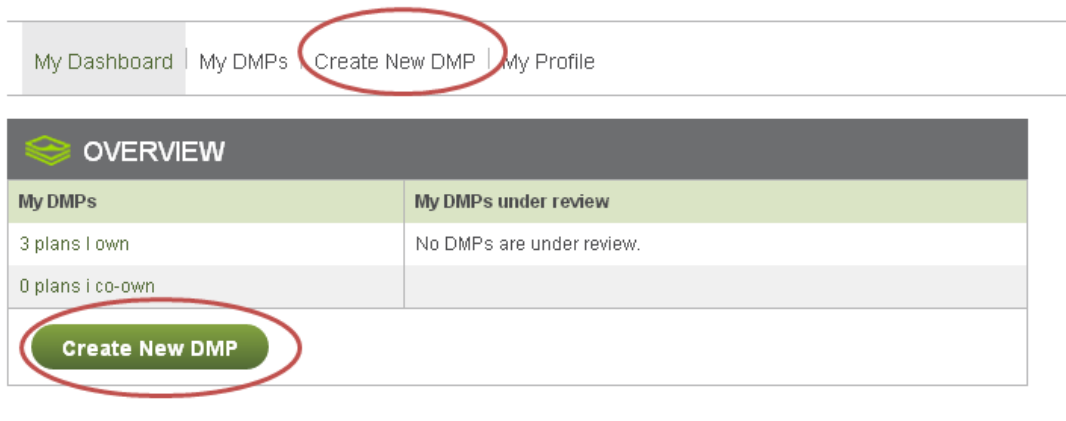 My Dashboard | My DMPs | Create New DMP | My Profile
OVERVIEW
My DMPs My DMPs under review
3 plans I own No DMPs are under review.
0 plans i co-own
Create New DMP